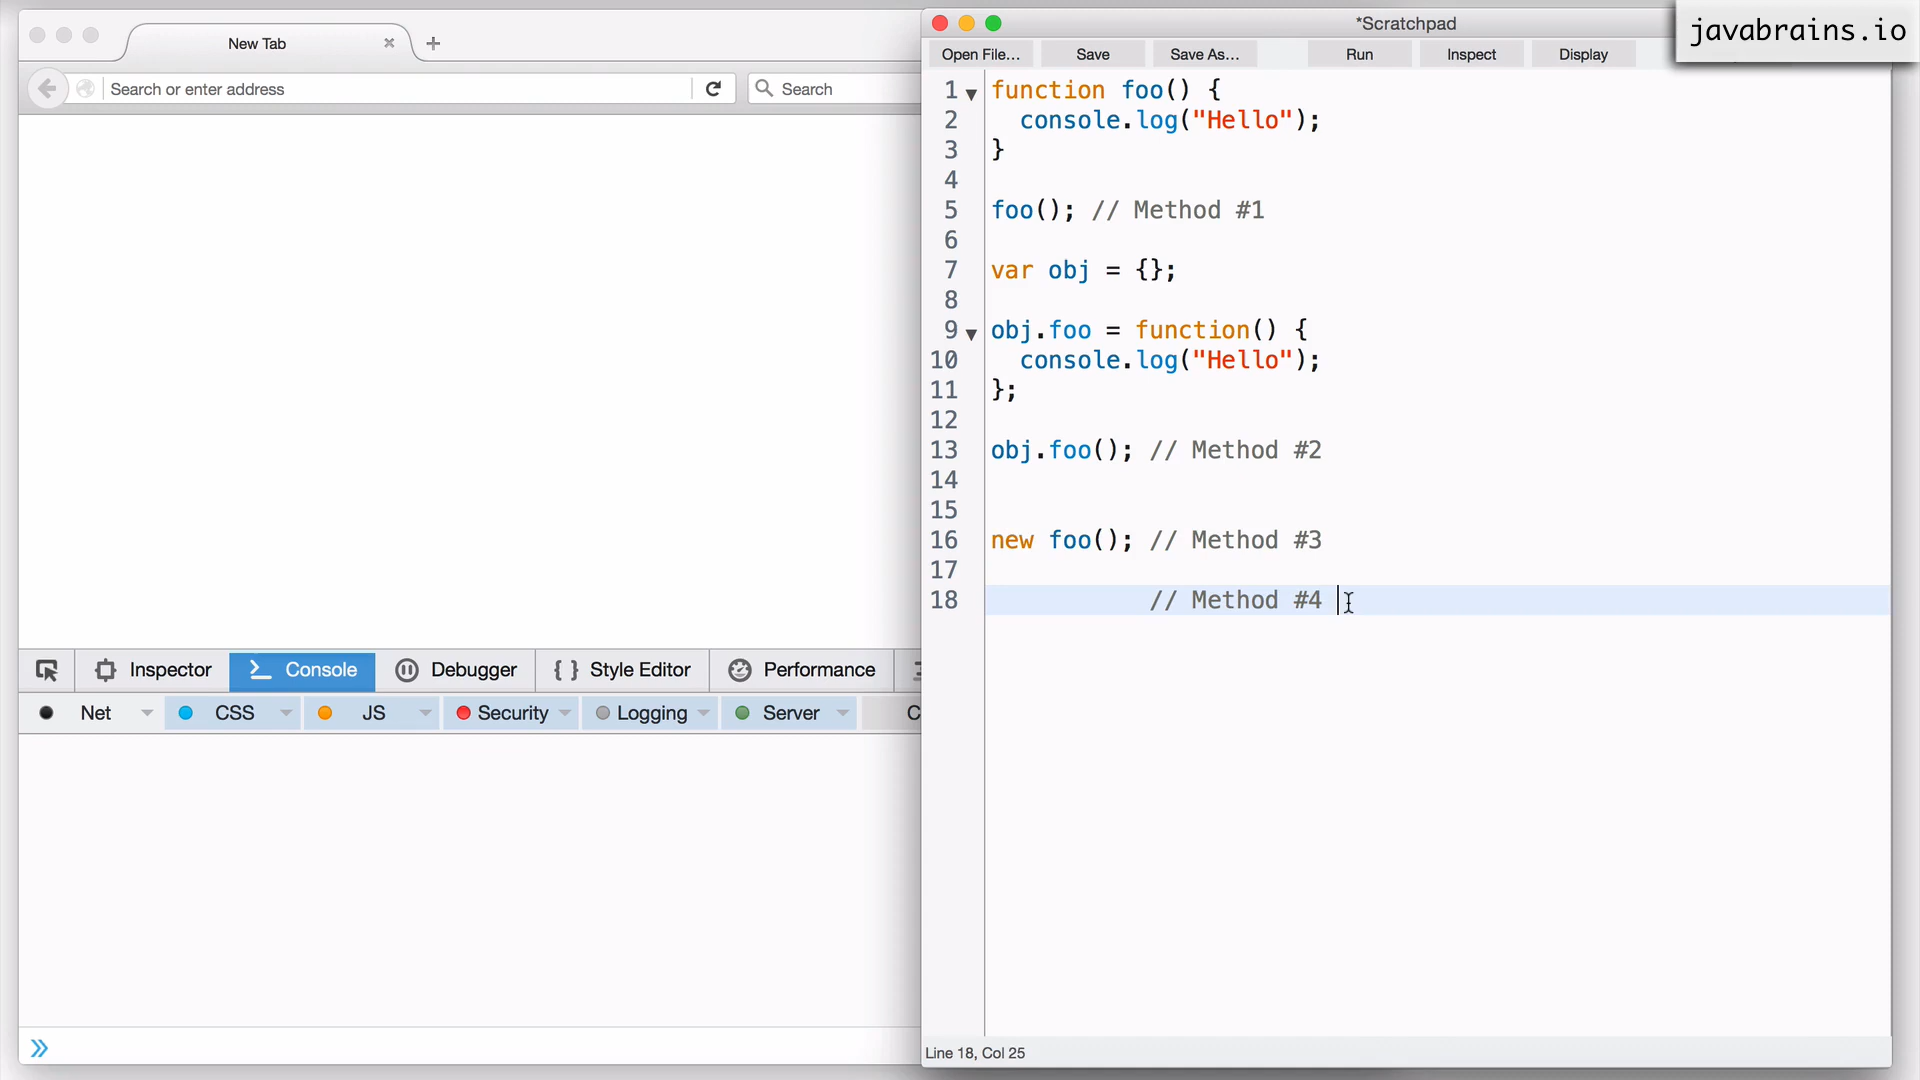 New Tab
Search or enter address
Search
*Scratchpad
javabrains.io
Open File...
Save
Save As...
Run
Inspect
Display
1 function foo() {
2 console.log("Hello");
3 }
4
5 foo(); // Method #1
6
7 var obj = {};
8
9 obj.foo = function() {
10 console.log("Hello");
11 };
12
13 obj.foo(); // Method #2
14
15
16 new foo(); // Method #3
17
18 // Method #4
Inspector
Console
Debugger
{ } Style Editor
Performance
Net
CSS
JS
Security
Logging
Server
C
Line 18, Col 25